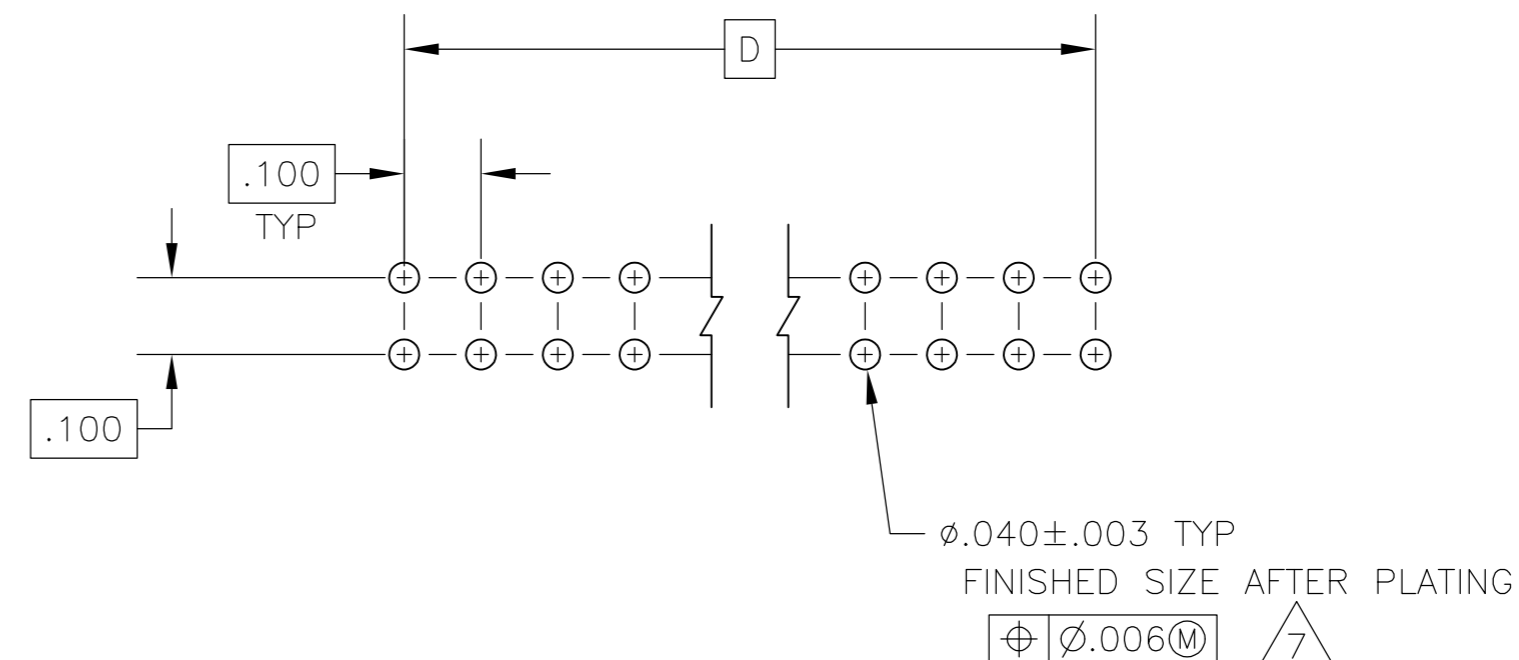 D
.100
TYP
.100
⌀.040±.003 TYP
FINISHED SIZE AFTER PLATING
⌖ ⌀.006Ⓜ 7